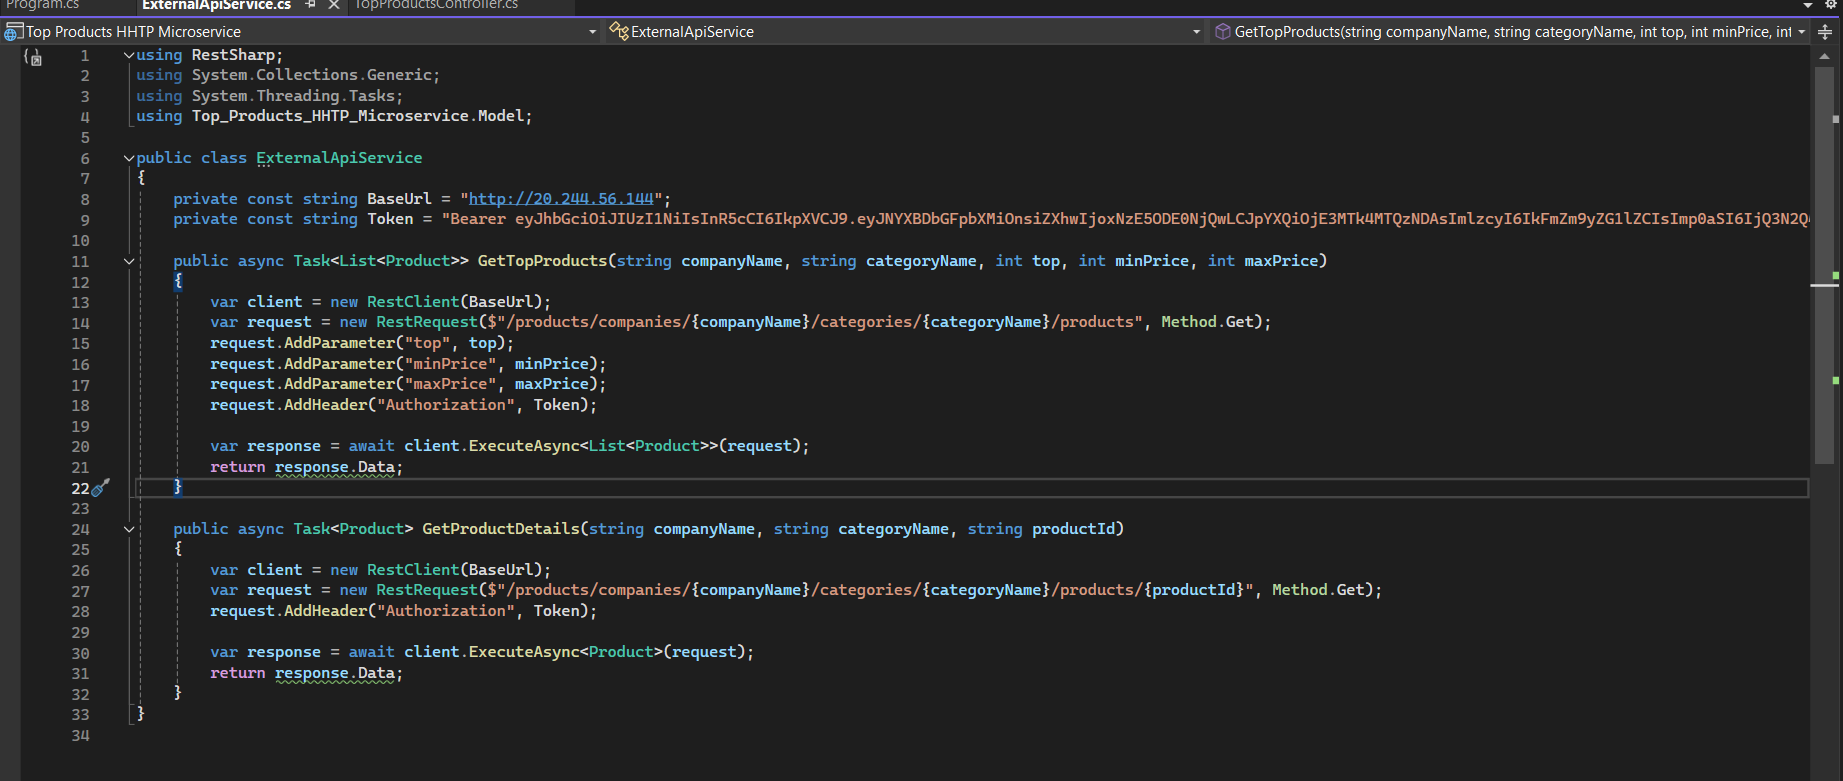 Program.cs ExternalApiService.cs TopProductsController.cs
Top Products HHTP Microservice ExternalApiService GetTopProducts(string companyName, string categoryName, int top, int minPrice, int
1 using RestSharp;
2 using System.Collections.Generic;
3 using System.Threading.Tasks;
4 using Top_Products_HHTP_Microservice.Model;
5
6 public class ExternalApiService
7 {
8 private const string BaseUrl = "http://20.244.56.144";
9 private const string Token = "Bearer eyJhbGciOiJIUzI1NiIsInR5cCI6IkpXVCJ9.eyJNYXBDbGFpbXMiOnsiZXhwIjoxNzE5ODE0NjQwLCJpYXQiOjE3MTk4MTQzNDAsImlzcyI6IkFmZm9yZG1lZCIsImp0aSI6IjQ3N2Q
10
11 public async Task<List<Product>> GetTopProducts(string companyName, string categoryName, int top, int minPrice, int maxPrice)
12 {
13 var client = new RestClient(BaseUrl);
14 var request = new RestRequest($"/products/companies/{companyName}/categories/{categoryName}/products", Method.Get);
15 request.AddParameter("top", top);
16 request.AddParameter("minPrice", minPrice);
17 request.AddParameter("maxPrice", maxPrice);
18 request.AddHeader("Authorization", Token);
19
20 var response = await client.ExecuteAsync<List<Product>>(request);
21 return response.Data;
22 }
23
24 public async Task<Product> GetProductDetails(string companyName, string categoryName, string productId)
25 {
26 var client = new RestClient(BaseUrl);
27 var request = new RestRequest($"/products/companies/{companyName}/categories/{categoryName}/products/{productId}", Method.Get);
28 request.AddHeader("Authorization", Token);
29
30 var response = await client.ExecuteAsync<Product>(request);
31 return response.Data;
32 }
33 }
34